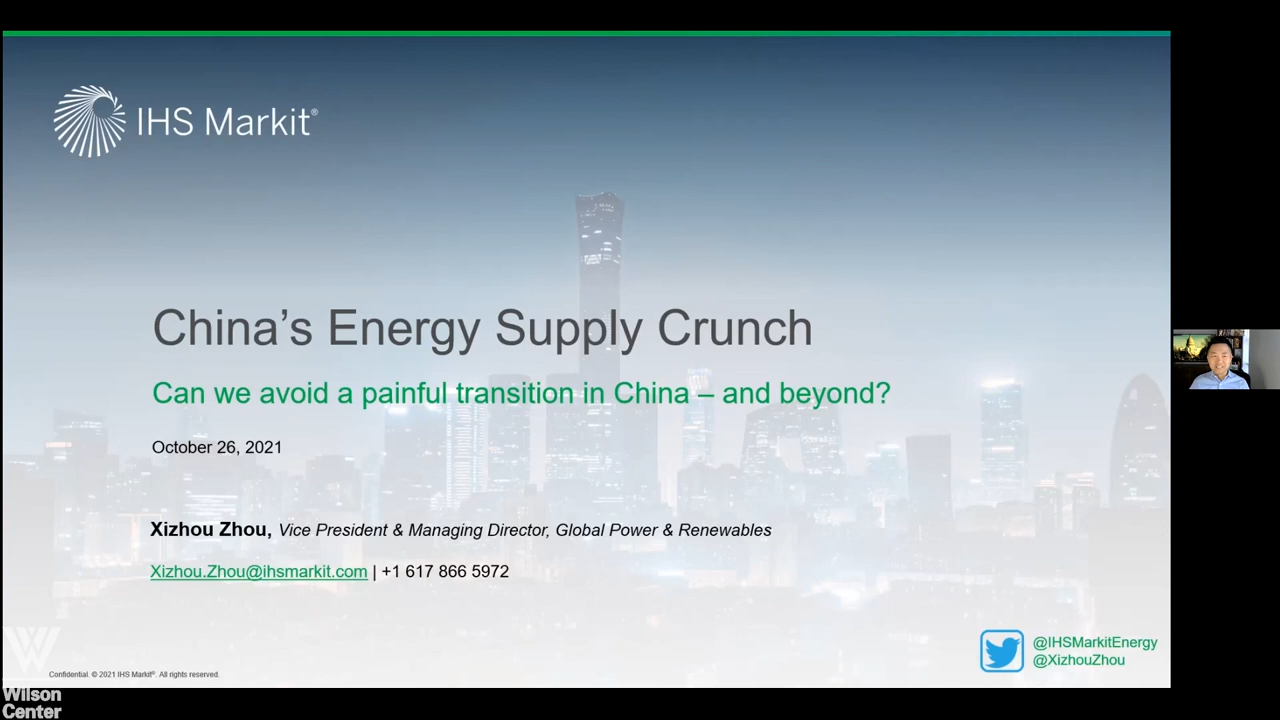 IHS Markit®
China's Energy Supply Crunch
Can we avoid a painful transition in China – and beyond?
October 26, 2021
Xizhou Zhou, Vice President & Managing Director, Global Power & Renewables
Xizhou.Zhou@ihsmarkit.com | +1 617 866 5972
@IHSMarkitEnergy
@XizhouZhou
Confidential. © 2021 IHS Markit®. All rights reserved.
W
Wilson
Center